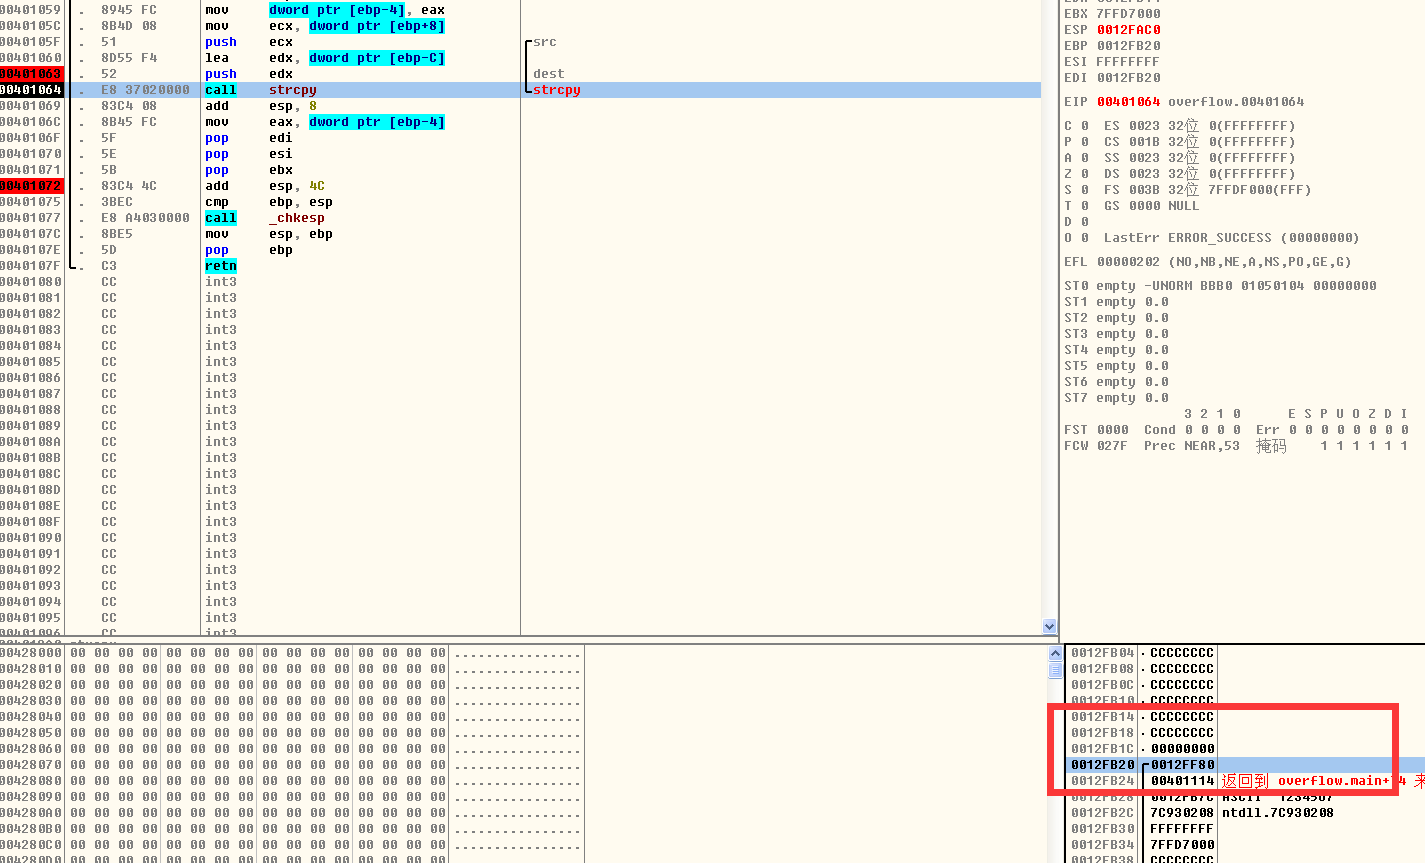 00401059 . 8945 FC mov dword ptr [ebp-4], eax
0040105C . 8B4D 08 mov ecx, dword ptr [ebp+8]
0040105F . 51 push ecx src
00401060 . 8D55 F4 lea edx, dword ptr [ebp-C]
00401063 . 52 push edx dest
00401064 . E8 37020000 call strcpy strcpy
00401069 . 83C4 08 add esp, 8
0040106C . 8B45 FC mov eax, dword ptr [ebp-4]
0040106F . 5F pop edi
00401070 . 5E pop esi
00401071 . 5B pop ebx
00401072 . 83C4 4C add esp, 4C
00401075 . 3BEC cmp ebp, esp
00401077 . E8 A4030000 call _chkesp
0040107C . 8BE5 mov esp, ebp
0040107E . 5D pop ebp
0040107F . C3 retn
00401080 CC int3
00401081 CC int3
00401082 CC int3
00401083 CC int3
00401084 CC int3
00401085 CC int3
00401086 CC int3
00401087 CC int3
00401088 CC int3
00401089 CC int3
0040108A CC int3
0040108B CC int3
0040108C CC int3
0040108D CC int3
0040108E CC int3
0040108F CC int3
00401090 CC int3
00401091 CC int3
00401092 CC int3
00401093 CC int3
00401094 CC int3
00401095 CC int3
00401096 CC int3
EBX 7FFD7000
ESP 0012FAC0
EBP 0012FB20
ESI FFFFFFFF
EDI 0012FB20
EIP 00401064 overflow.00401064
C 0 ES 0023 32位 0(FFFFFFFF)
P 0 CS 001B 32位 0(FFFFFFFF)
A 0 SS 0023 32位 0(FFFFFFFF)
Z 0 DS 0023 32位 0(FFFFFFFF)
S 0 FS 003B 32位 7FFDF000(FFF)
T 0 GS 0000 NULL
D 0
O 0 LastErr ERROR_SUCCESS (00000000)
EFL 00000202 (NO,NB,NE,A,NS,PO,GE,G)
ST0 empty -UNORM BBB0 01050104 00000000
ST1 empty 0.0
ST2 empty 0.0
ST3 empty 0.0
ST4 empty 0.0
ST5 empty 0.0
ST6 empty 0.0
ST7 empty 0.0
3 2 1 0 E S P U O Z D I
FST 0000 Cond 0 0 0 0 Err 0 0 0 0 0 0 0 0
FCW 027F Prec NEAR,53 掩码 1 1 1 1 1 1
00428000 00 00 00 00 00 00 00 00 00 00 00 00 00 00 00 00 ................
00428010 00 00 00 00 00 00 00 00 00 00 00 00 00 00 00 00 ................
00428020 00 00 00 00 00 00 00 00 00 00 00 00 00 00 00 00 ................
00428030 00 00 00 00 00 00 00 00 00 00 00 00 00 00 00 00 ................
00428040 00 00 00 00 00 00 00 00 00 00 00 00 00 00 00 00 ................
00428050 00 00 00 00 00 00 00 00 00 00 00 00 00 00 00 00 ................
00428060 00 00 00 00 00 00 00 00 00 00 00 00 00 00 00 00 ................
00428070 00 00 00 00 00 00 00 00 00 00 00 00 00 00 00 00 ................
00428080 00 00 00 00 00 00 00 00 00 00 00 00 00 00 00 00 ................
00428090 00 00 00 00 00 00 00 00 00 00 00 00 00 00 00 00 ................
004280A0 00 00 00 00 00 00 00 00 00 00 00 00 00 00 00 00 ................
004280B0 00 00 00 00 00 00 00 00 00 00 00 00 00 00 00 00 ................
004280C0 00 00 00 00 00 00 00 00 00 00 00 00 00 00 00 00 ................
004280D0 00 00 00 00 00 00 00 00 00 00 00 00 00 00 00 00
0012FB04 · CCCCCCCC
0012FB08 · CCCCCCCC
0012FB0C · CCCCCCCC
0012FB10 · CCCCCCCC
0012FB14 · CCCCCCCC
0012FB18 · CCCCCCCC
0012FB1C · 00000000
0012FB20 0012FF80
0012FB24 00401114 返回到 overflow.main+ 4 来
0012FB28 0012FB7C ASCII "1234567
0012FB2C 7C930208 ntdll.7C930208
0012FB30 FFFFFFFF
0012FB34 7FFD7000
0012FB38 CCCCCCCC